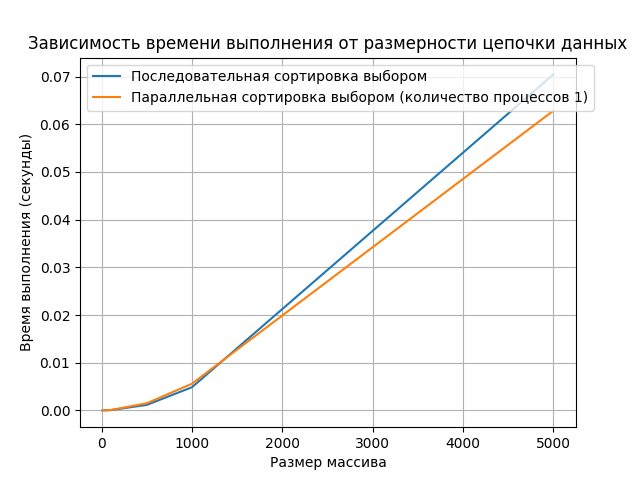 Зависимость времени выполнения от размерности цепочки данных
Последовательная сортировка выбором
Параллельная сортировка выбором (количество процессов 1)
Время выполнения (секунды)
0.07
0.06
0.05
0.04
0.03
0.02
0.01
0.00
0 1000 2000 3000 4000 5000
Размер массива